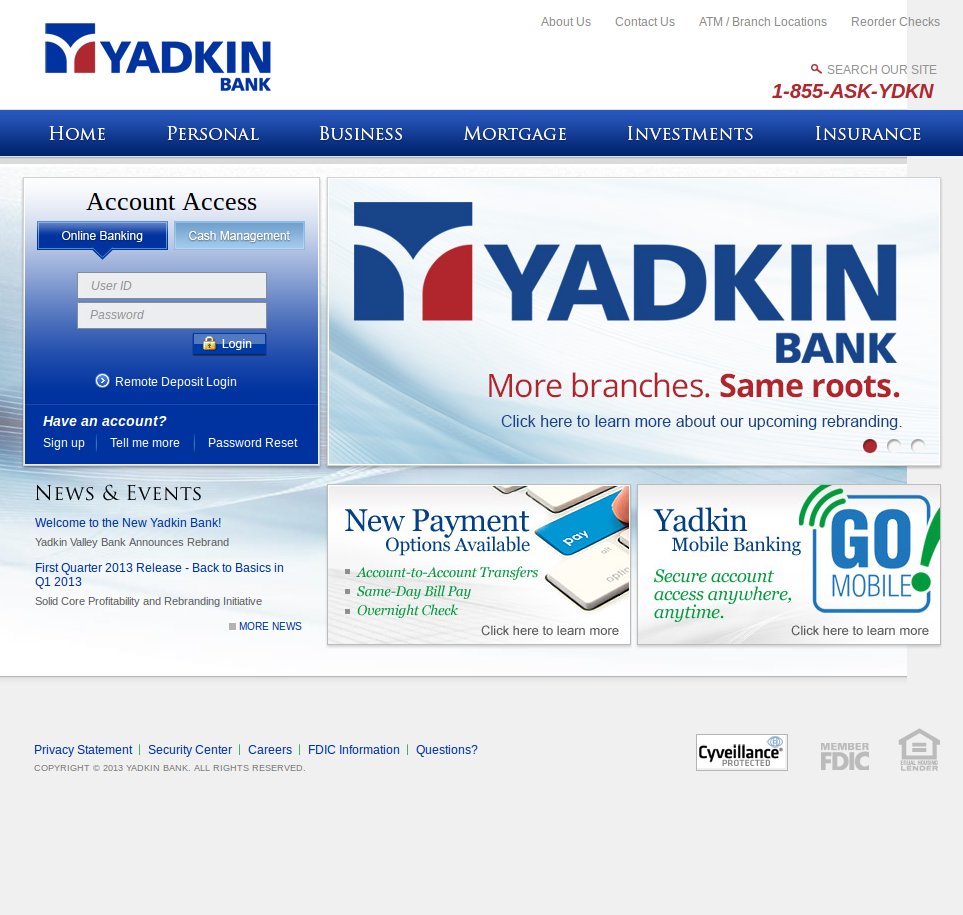 About Us Contact Us ATM / Branch Locations Reorder Checks
YADKIN
BANK
SEARCH OUR SITE
1-855-ASK-YDKN
HOME PERSONAL BUSINESS MORTGAGE INVESTMENTS INSURANCE
Account Access
Online Banking Cash Management
User ID
Password
Login
Remote Deposit Login
Have an account?
Sign up Tell me more Password Reset
YADKIN
BANK
More branches. Same roots.
Click here to learn more about our upcoming rebranding.
NEWS & EVENTS
Welcome to the New Yadkin Bank!
Yadkin Valley Bank Announces Rebrand
First Quarter 2013 Release - Back to Basics in
Q1 2013
Solid Core Profitability and Rebranding Initiative
MORE NEWS
New Payment
Options Available
Account-to-Account Transfers
Same-Day Bill Pay
Overnight Check
pay
alt
option
Click here to learn more
Yadkin
Mobile Banking
Secure account
access anywhere,
anytime.
GO!
MOBILE
Click here to learn more
Privacy Statement Security Center Careers FDIC Information Questions?
COPYRIGHT © 2013 YADKIN BANK. ALL RIGHTS RESERVED.
Cyveillance
PROTECTED
MEMBER
FDIC
EQUAL HOUSING
LENDER